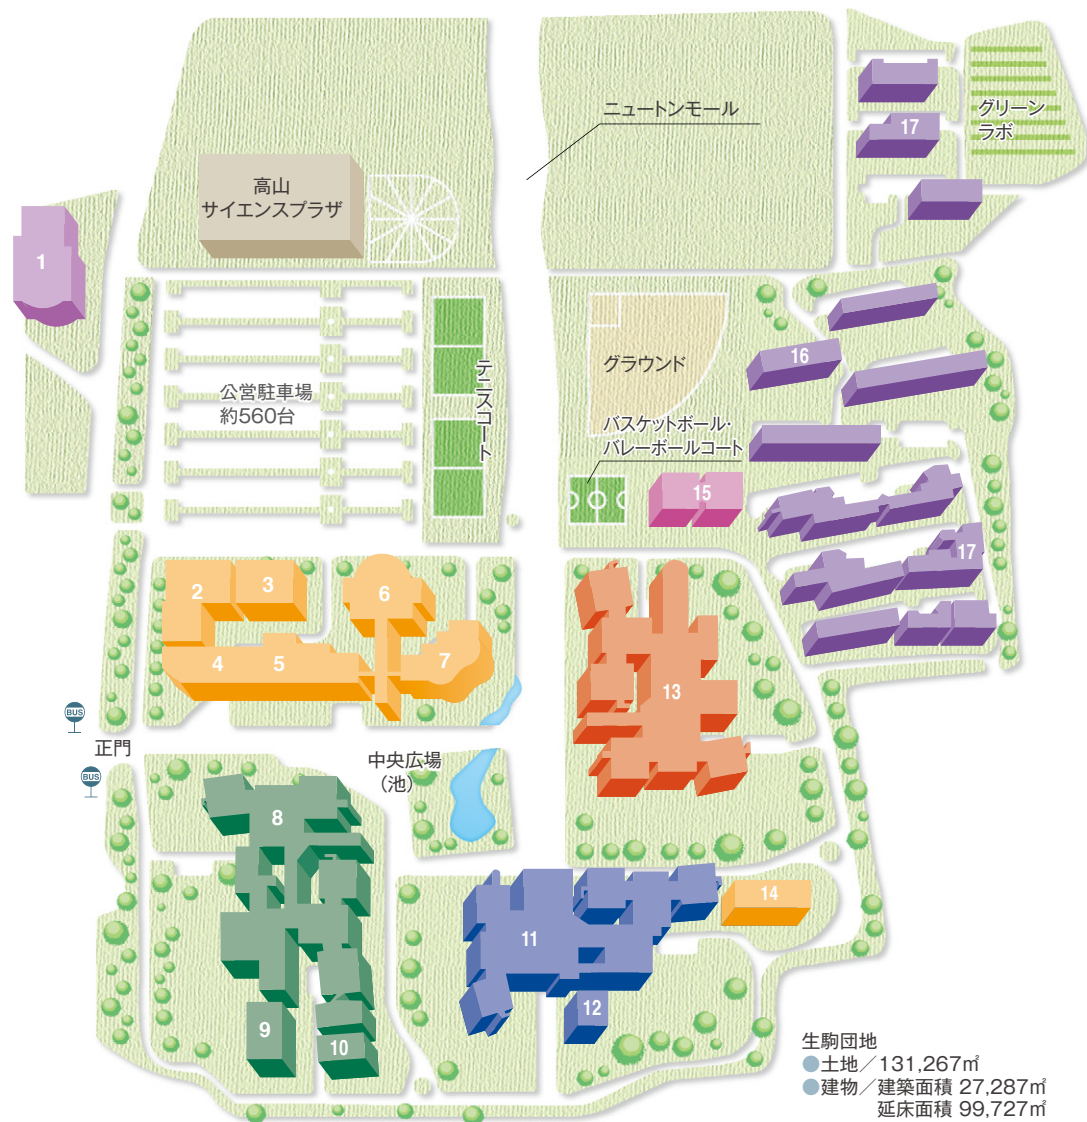 ニュートンモール
グリーン
ラボ
17
高山
サイエンスプラザ
1
グラウンド
16
公営駐車場
約560台
テニスコート
バスケットボール・
バレーボールコート
15
17
2
3
6
4
5
7
13
BUS
正門
BUS
中央広場
（池）
8
14
11
12
9
10
生駒団地
●土地／131,267㎡
●建物／建築面積 27,287㎡
延床面積 99,727㎡